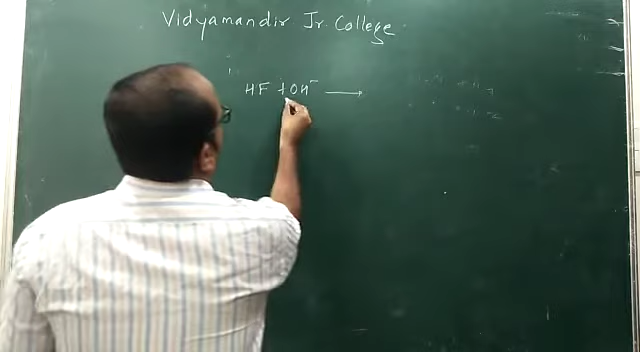 Vidyamandir Jr. College
HF + OH⁻ ⟶